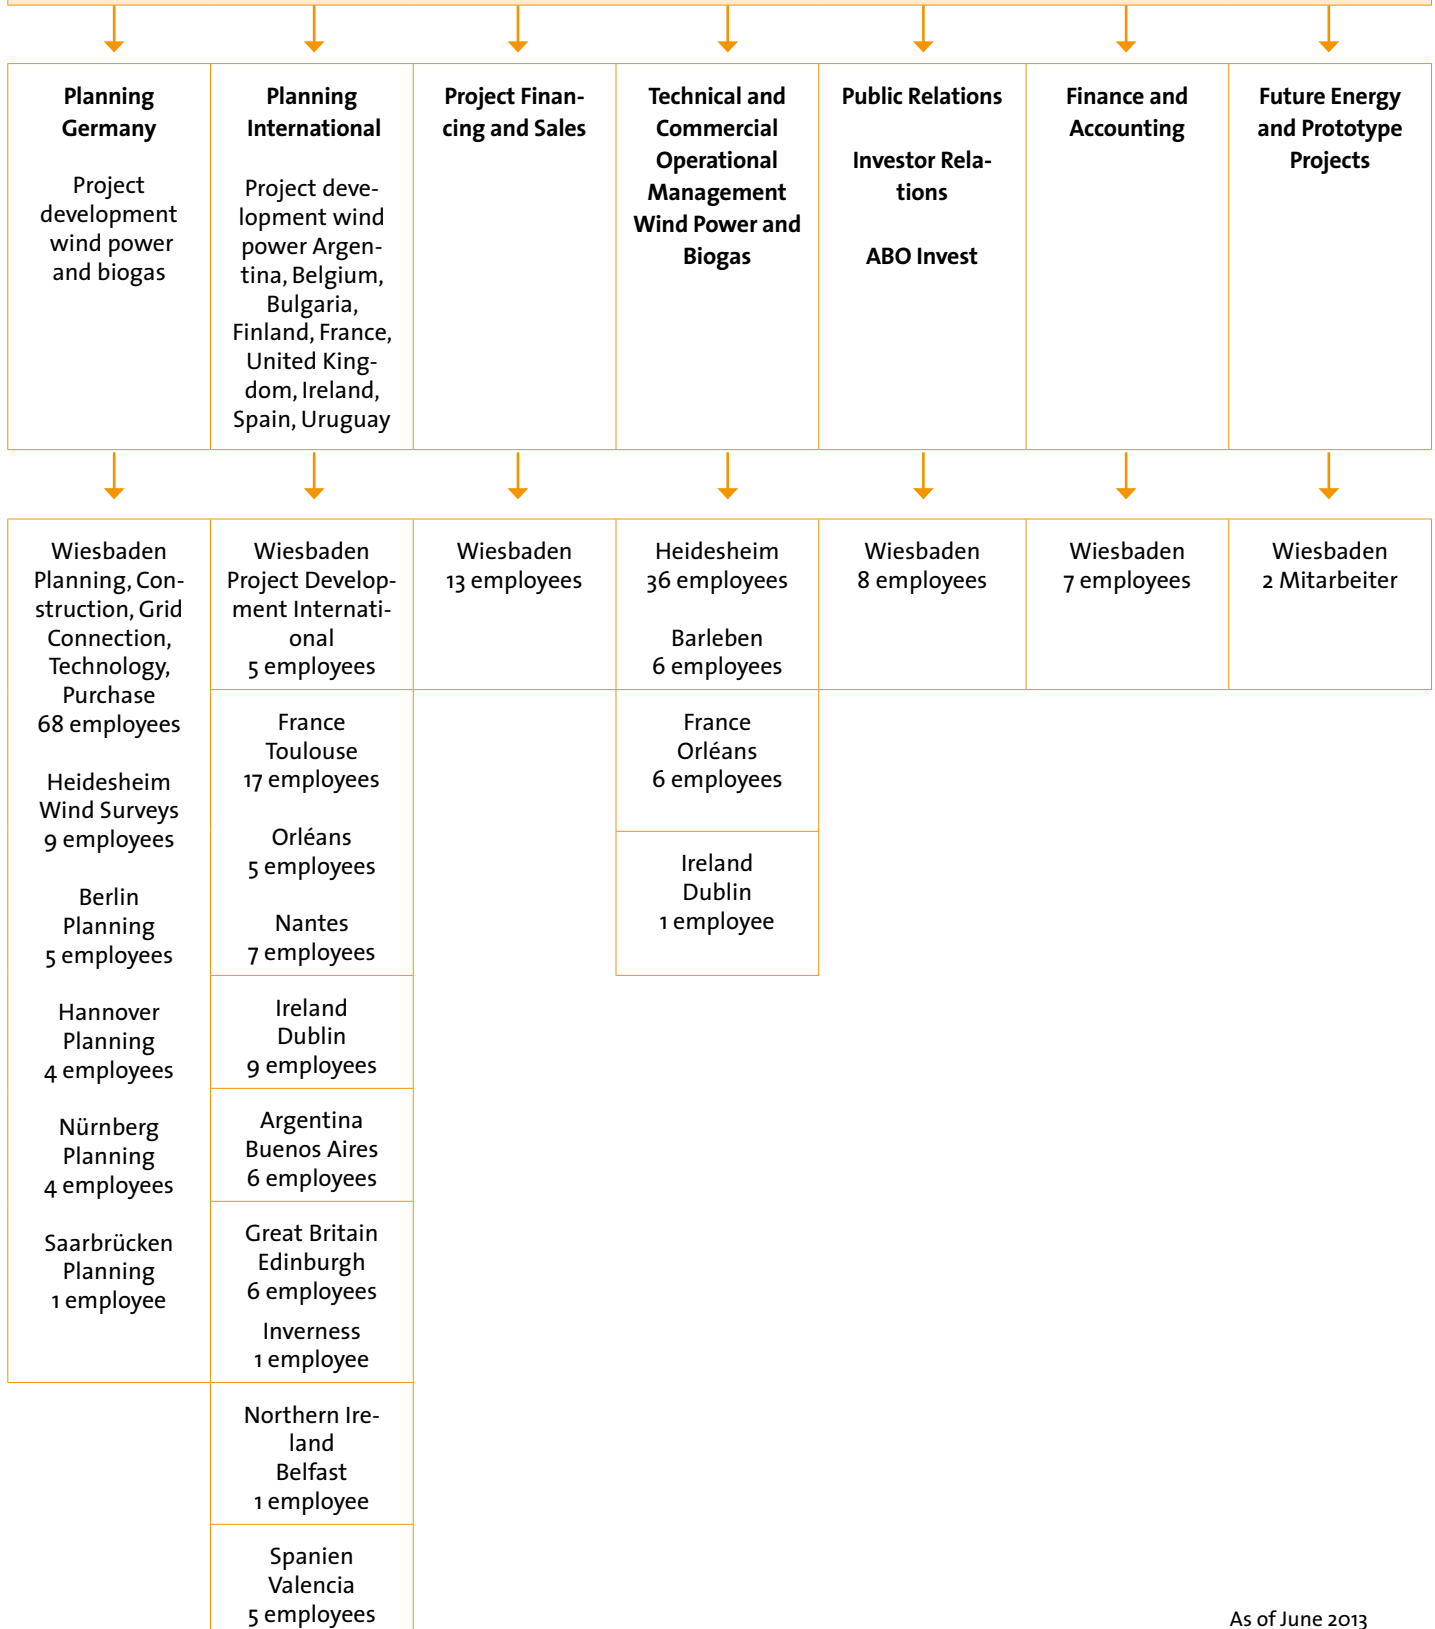 Planning
Germany
Project
development
wind power
and biogas
Planning
International
Project deve-
lopment wind
power Argen-
tina, Belgium,
Bulgaria,
Finland, France,
United King-
dom, Ireland,
Spain, Uruguay
Project Finan-
cing and Sales
Technical and
Commercial
Operational
Management
Wind Power and
Biogas
Public Relations
Investor Rela-
tions
ABO Invest
Finance and
Accounting
Future Energy
and Prototype
Projects
Wiesbaden
Planning, Con-
struction, Grid
Connection,
Technology,
Purchase
68 employees
Heidesheim
Wind Surveys
9 employees
Berlin
Planning
5 employees
Hannover
Planning
4 employees
Nürnberg
Planning
4 employees
Saarbrücken
Planning
1 employee
Wiesbaden
Project Develop-
ment Internati-
onal
5 employees
France
Toulouse
17 employees
Orléans
5 employees
Nantes
7 employees
Ireland
Dublin
9 employees
Argentina
Buenos Aires
6 employees
Great Britain
Edinburgh
6 employees
Inverness
1 employee
Northern Ire-
land
Belfast
1 employee
Spanien
Valencia
5 employees
Wiesbaden
13 employees
Heidesheim
36 employees
Barleben
6 employees
France
Orléans
6 employees
Ireland
Dublin
1 employee
Wiesbaden
8 employees
Wiesbaden
7 employees
Wiesbaden
2 Mitarbeiter
As of June 2013